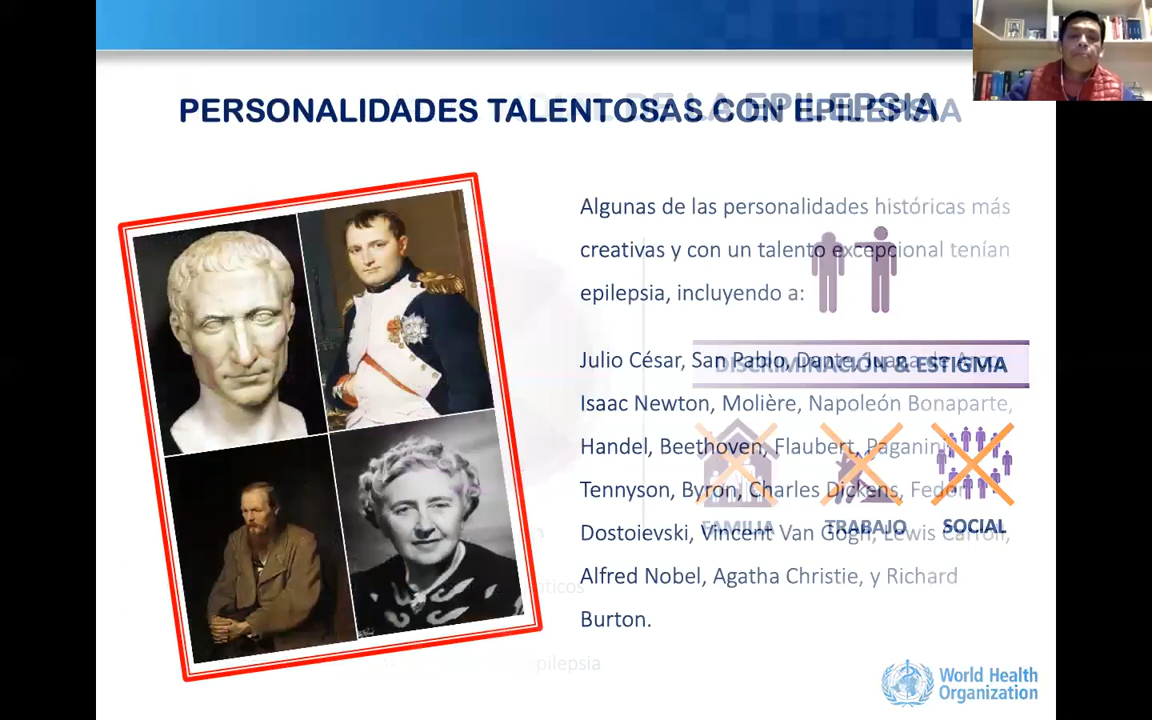 PERSONALIDADES TALENTOSAS CON EPILEPSIA
DE LA EPILEPSIA
Algunas de las personalidades históricas más
creativas y con un talento excepcional tenían
epilepsia, incluyendo a:
Julio César, San Pablo, Dante, Juana de Arco,
DISCRIMINACIÓN & ESTIGMA
Isaac Newton, Molière, Napoleón Bonaparte,
Handel, Beethoven, Flaubert, Paganini,
Tennyson, Byron, Charles Dickens, Fedor
FAMILIA
TRABAJO
SOCIAL
Dostoievski, Vincent Van Gogh, Lewis Carroll,
Alfred Nobel, Agatha Christie, y Richard
Burton.
epilepsia
World Health
Organization